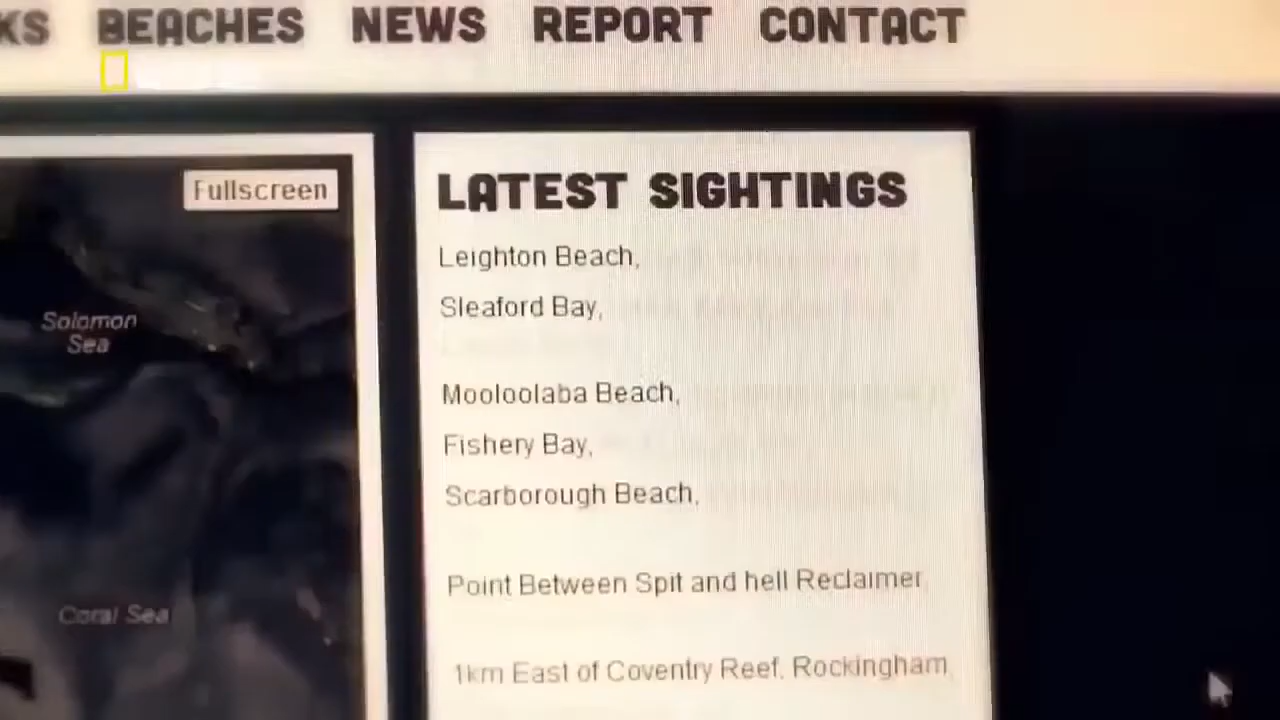 KS BEACHES NEWS REPORT CONTACT
Fullscreen
LATEST SIGHTINGS
Leighton Beach,
Sleaford Bay,
Solomon
Sea
Mooloolaba Beach,
Fishery Bay,
Scarborough Beach,
Point Between Spit and hell Reclaimer
Coral Sea
1km East of Coventry Reef, Rockingham